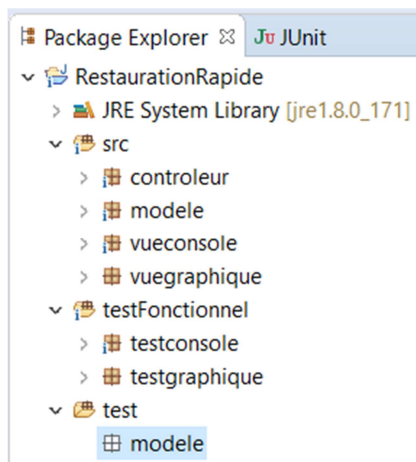 Package Explorer JUnit
RestaurationRapide
JRE System Library [jre1.8.0_171]
src
controleur
modele
vueconsole
vuegraphique
testFonctionnel
testconsole
testgraphique
test
modele